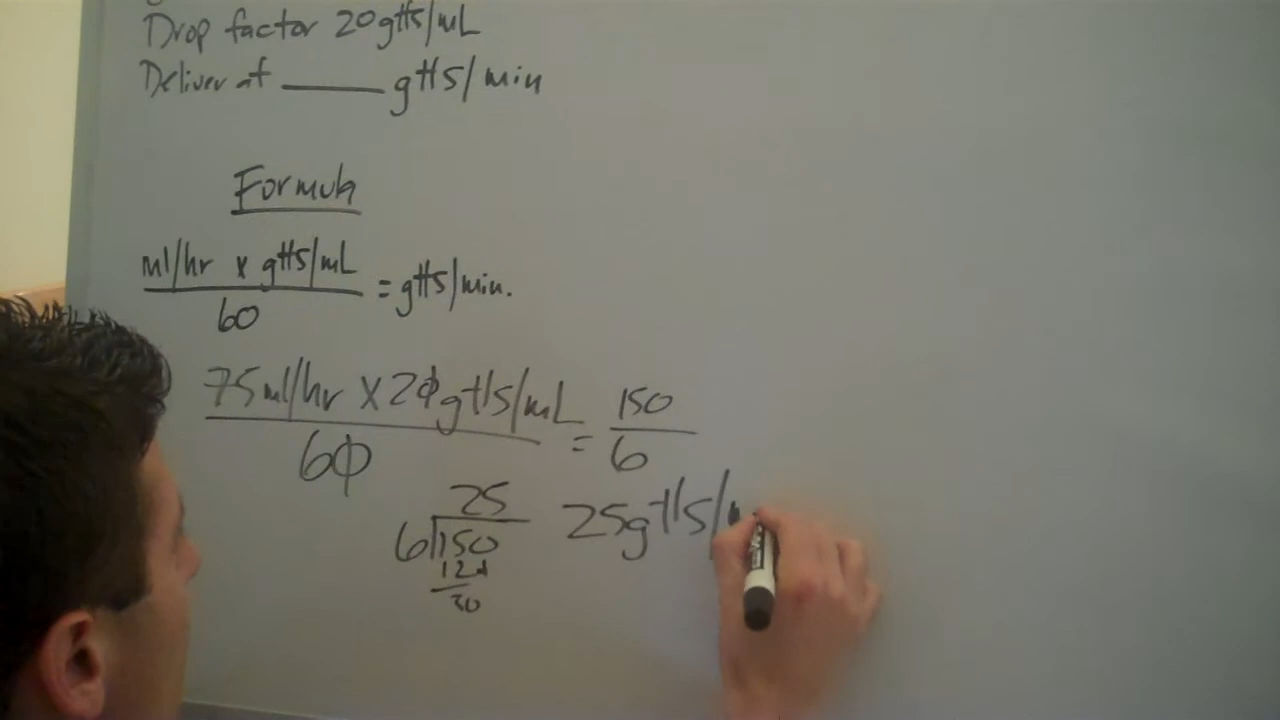 Drop factor 20gtts/mL
Deliver at ____ gtts/min
Formula
ml/hr x gtts/mL
60
= gtts/min.
75ml/hr X 20gtts/mL
60
= 150
6
25
6 150
12
30
25gtts/